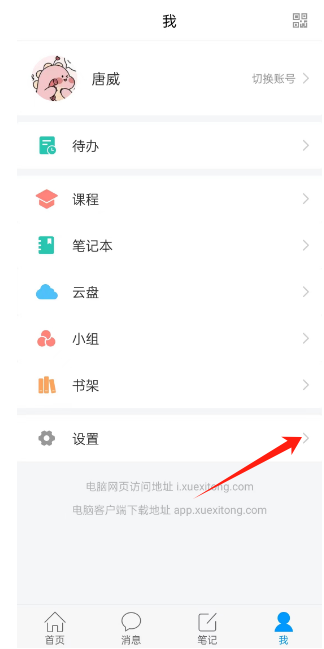 我
唐威
切换账号
待办
课程
笔记本
云盘
小组
书架
设置
电脑网页访问地址 i.xuexitong.com
电脑客户端下载地址 app.xuexitong.com
首页 消息 笔记 我